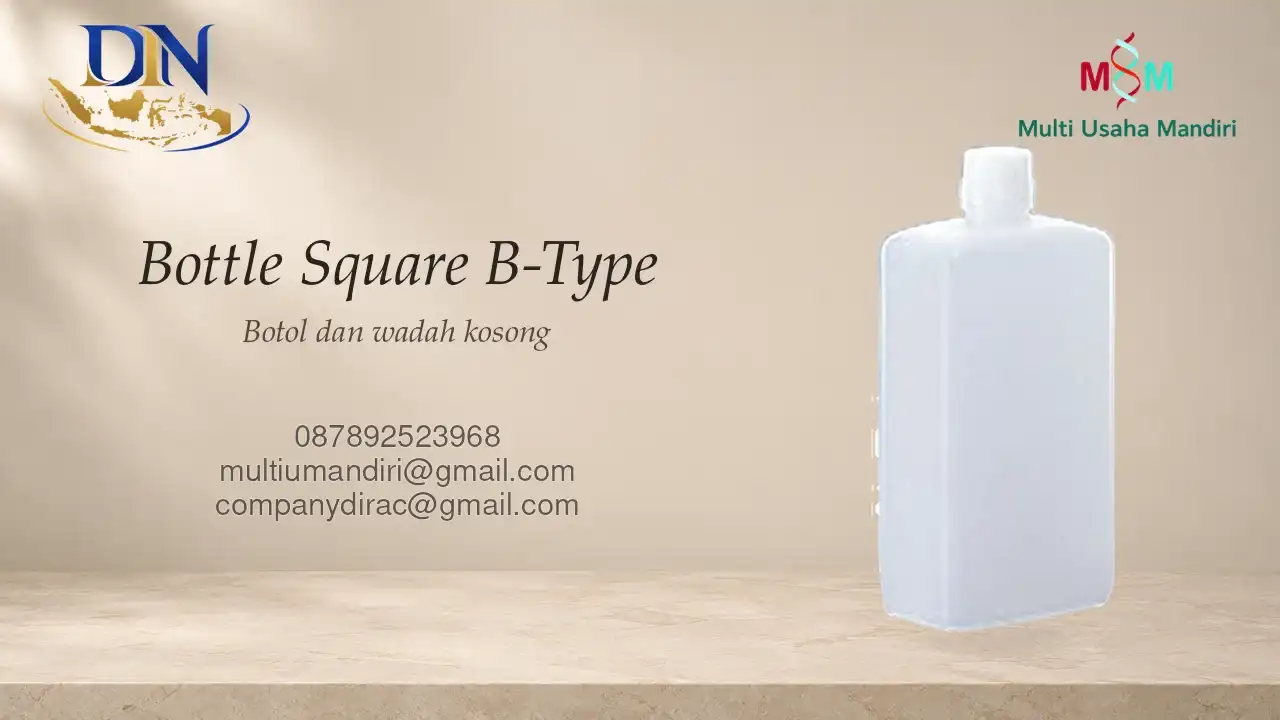 DN
MSM
Multi Usaha Mandiri
Bottle Square B-Type
Botol dan wadah kosong
087892523968
multiumandiri@gmail.com
companydirac@gmail.com